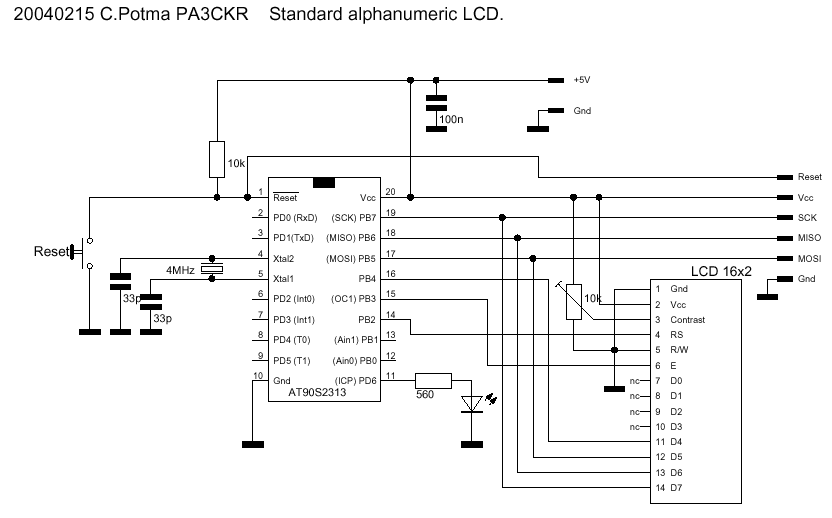 20040215 C.Potma PA3CKR Standard alphanumeric LCD.
+5V
Gnd
100n
10k
Reset
1 Reset Vcc 20 Vcc
2 PD0 (RxD) (SCK) PB7 19 SCK
3 PD1(TxD) (MISO) PB6 18 MISO
4 Xtal2 (MOSI) PB5 17 MOSI
5 Xtal1 PB4 16 Gnd
6 PD2 (Int0) (OC1) PB3 15
7 PD3 (Int1) PB2 14
8 PD4 (T0) (Ain1) PB1 13
9 PD5 (T1) (Ain0) PB0 12
10 Gnd (ICP) PD6 11
AT90S2313
Reset
4MHz
33p
33p
560
10k
LCD 16x2
1 Gnd
2 Vcc
3 Contrast
4 RS
5 R/W
6 E
nc 7 D0
nc 8 D1
nc 9 D2
nc 10 D3
11 D4
12 D5
13 D6
14 D7